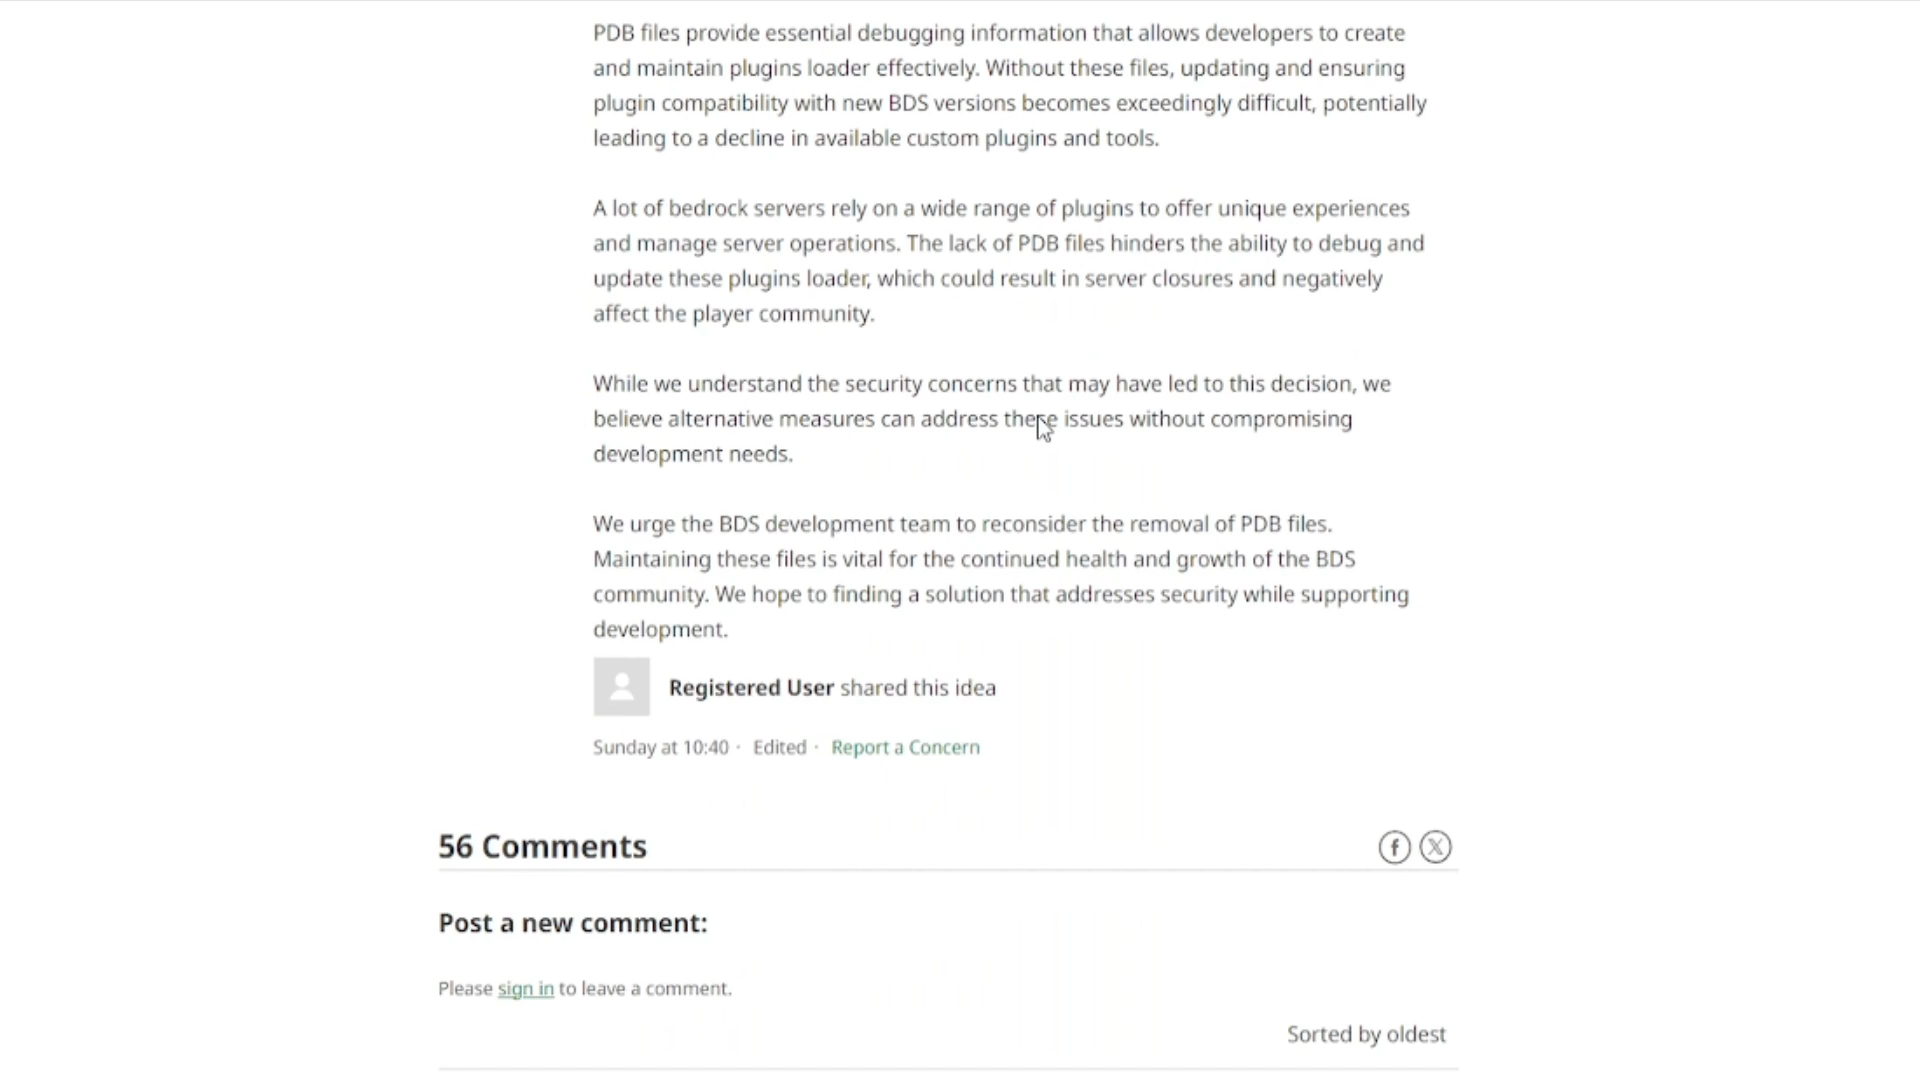 PDB files provide essential debugging information that allows developers to create
and maintain plugins loader effectively. Without these files, updating and ensuring
plugin compatibility with new BDS versions becomes exceedingly difficult, potentially
leading to a decline in available custom plugins and tools.
A lot of bedrock servers rely on a wide range of plugins to offer unique experiences
and manage server operations. The lack of PDB files hinders the ability to debug and
update these plugins loader, which could result in server closures and negatively
affect the player community.
While we understand the security concerns that may have led to this decision, we
believe alternative measures can address these issues without compromising
development needs.
We urge the BDS development team to reconsider the removal of PDB files.
Maintaining these files is vital for the continued health and growth of the BDS
community. We hope to finding a solution that addresses security while supporting
development.
Registered User shared this idea
Sunday at 10:40 · Edited · Report a Concern
56 Comments
Post a new comment:
Please sign in to leave a comment.
Sorted by oldest